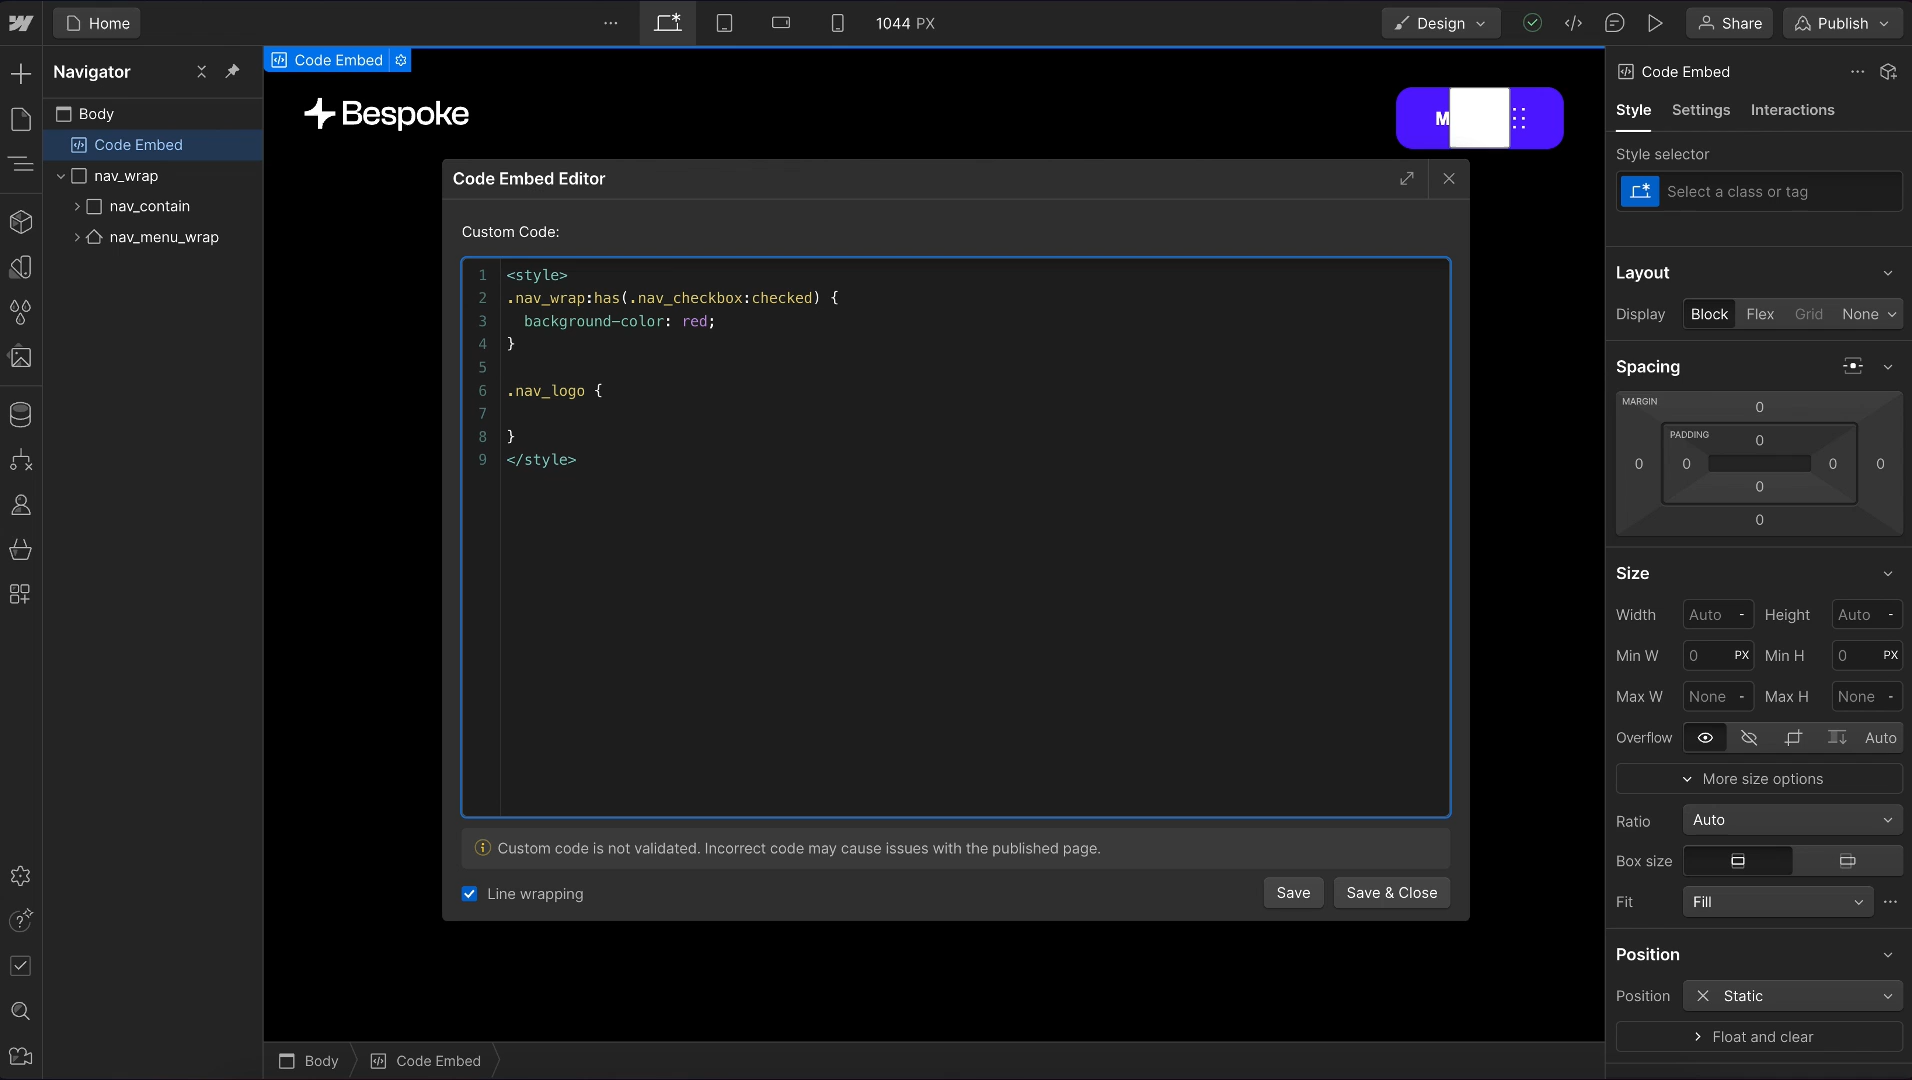 Home
1044 PX
Design
Share
Publish
Navigator
Code Embed
Code Embed
Body
Code Embed
nav_wrap
nav_contain
nav_menu_wrap
Bespoke
M
Code Embed Editor
Custom Code:
1 <style>
2 .nav_wrap:has(.nav_checkbox:checked) {
3 background-color: red;
4 }
5
6 .nav_logo {
7
8 }
9 </style>
Custom code is not validated. Incorrect code may cause issues with the published page.
Line wrapping
Save
Save & Close
Body
Code Embed
Style
Settings
Interactions
Style selector
Select a class or tag
Layout
Display
Block
Flex
Grid
None
Spacing
MARGIN
0
PADDING
0
0
0
0
0
0
0
Size
Width
Auto
-
Height
Auto
-
Min W
0
PX
Min H
0
PX
Max W
None
-
Max H
None
-
Overflow
Auto
More size options
Ratio
Auto
Box size
Fit
Fill
Position
Position
Static
Float and clear